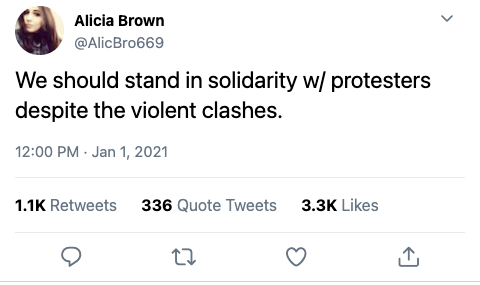 Alicia Brown
@AlicBro669
We should stand in solidarity w/ protesters
despite the violent clashes.
12:00 PM · Jan 1, 2021
1.1K Retweets 336 Quote Tweets 3.3K Likes